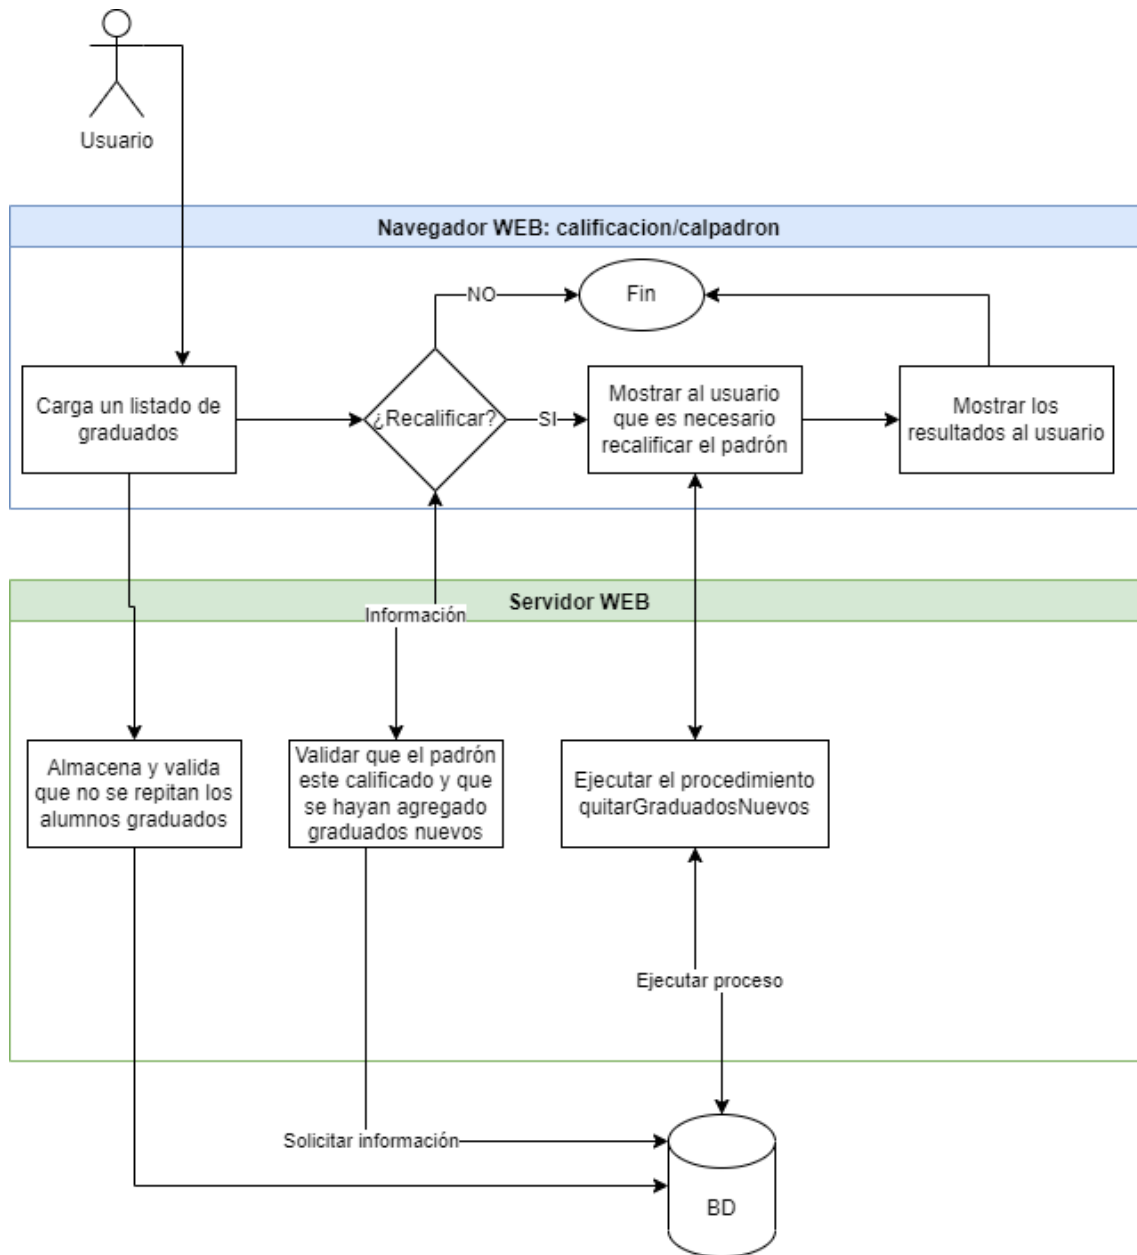 Usuario
Navegador WEB: calificacion/calpadron
NO
Fin
Carga un listado de
graduados
¿Recalificar?
SI
Mostrar al usuario
que es necesario
recalificar el padrón
Mostrar los
resultados al usuario
Servidor WEB
Información
Almacena y valida
que no se repitan los
alumnos graduados
Validar que el padrón
este calificado y que
se hayan agregado
graduados nuevos
Ejecutar el procedimiento
quitarGraduadosNuevos
Ejecutar proceso
Solicitar información
BD